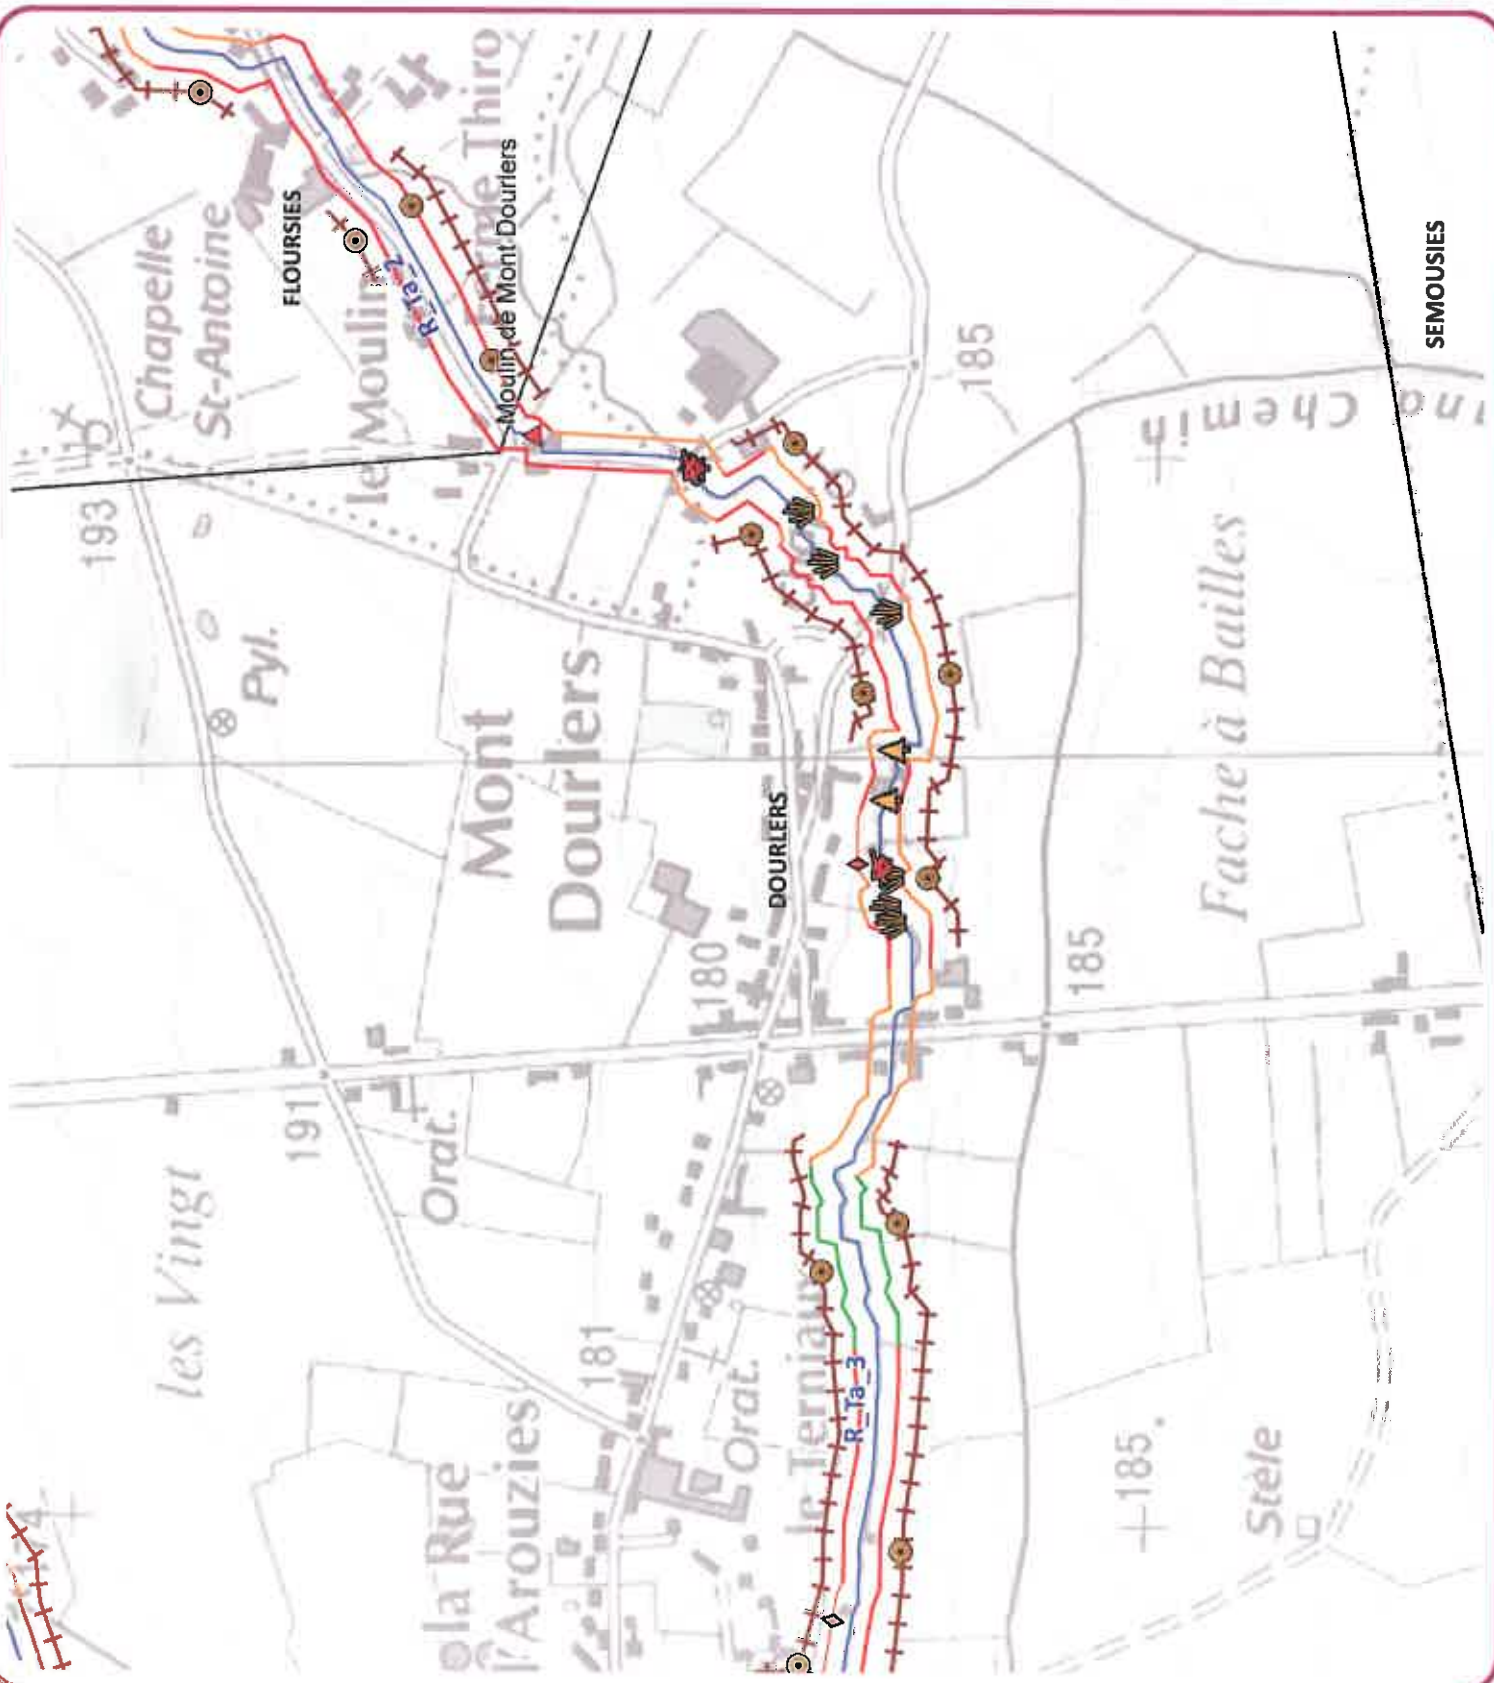 Chapelle
St-Antoine
FLOURSIES
le Moulin
R_Ta_2
Ferme Thiro
Moulin de Mont Dourlers
193
Pyl.
Mont
Dourlers
DOURLERS
180
185
Chemin
SEMOUSIES
Fache à Bailles
185
191
Orat.
les Vingt
181
la Rue
l'Arouzies
Orat.
le Terniaux
R_Ta_3
185
Stèle
174